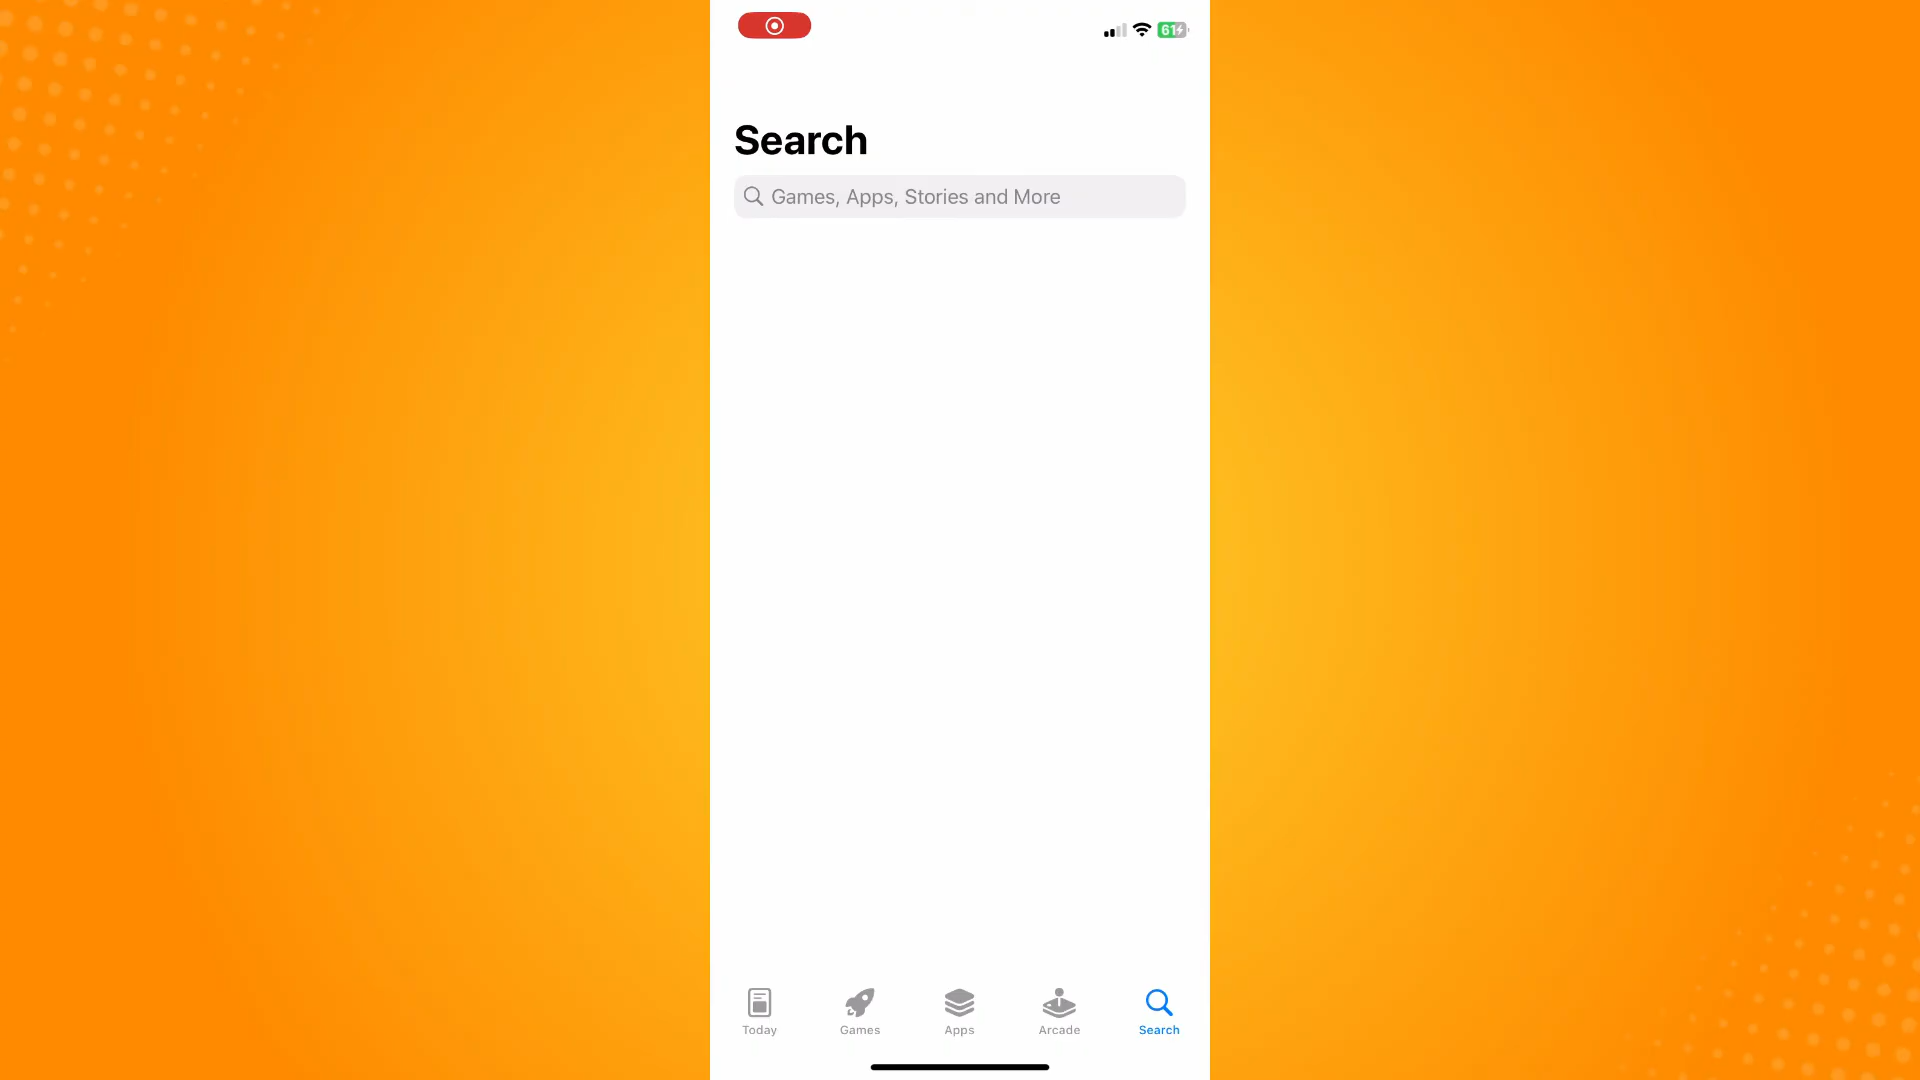 61
Search
Games, Apps, Stories and More
Today
Games
Apps
Arcade
Search